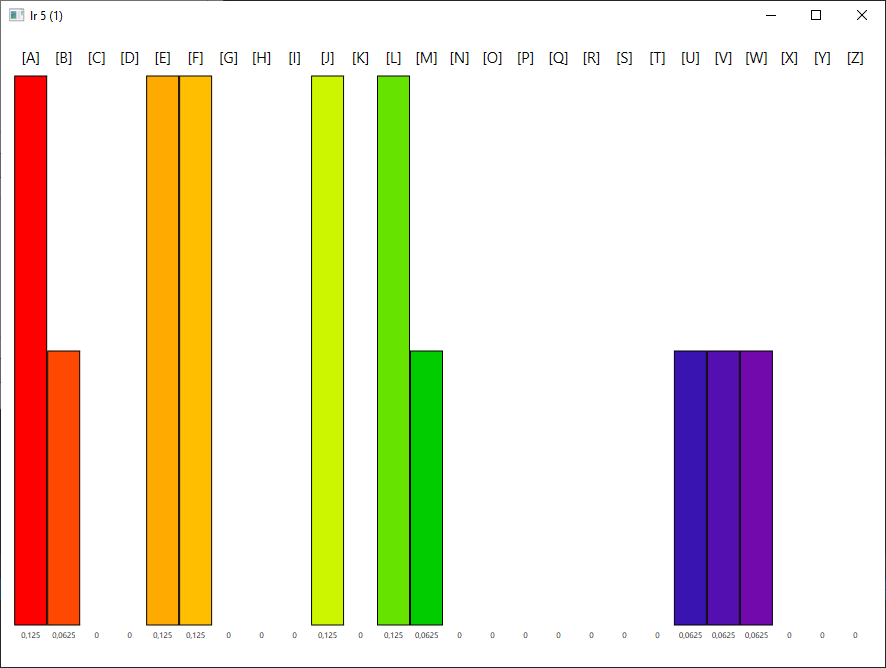 lr 5 (1)
[A] [B] [C] [D] [E] [F] [G] [H] [I] [J] [K] [L] [M] [N] [O] [P] [Q] [R] [S] [T] [U] [V] [W] [X] [Y] [Z]
0,125 0,0625 0 0 0,125 0,125 0 0 0 0,125 0 0,125 0,0625 0 0 0 0 0 0 0 0,0625 0,0625 0,0625 0 0 0